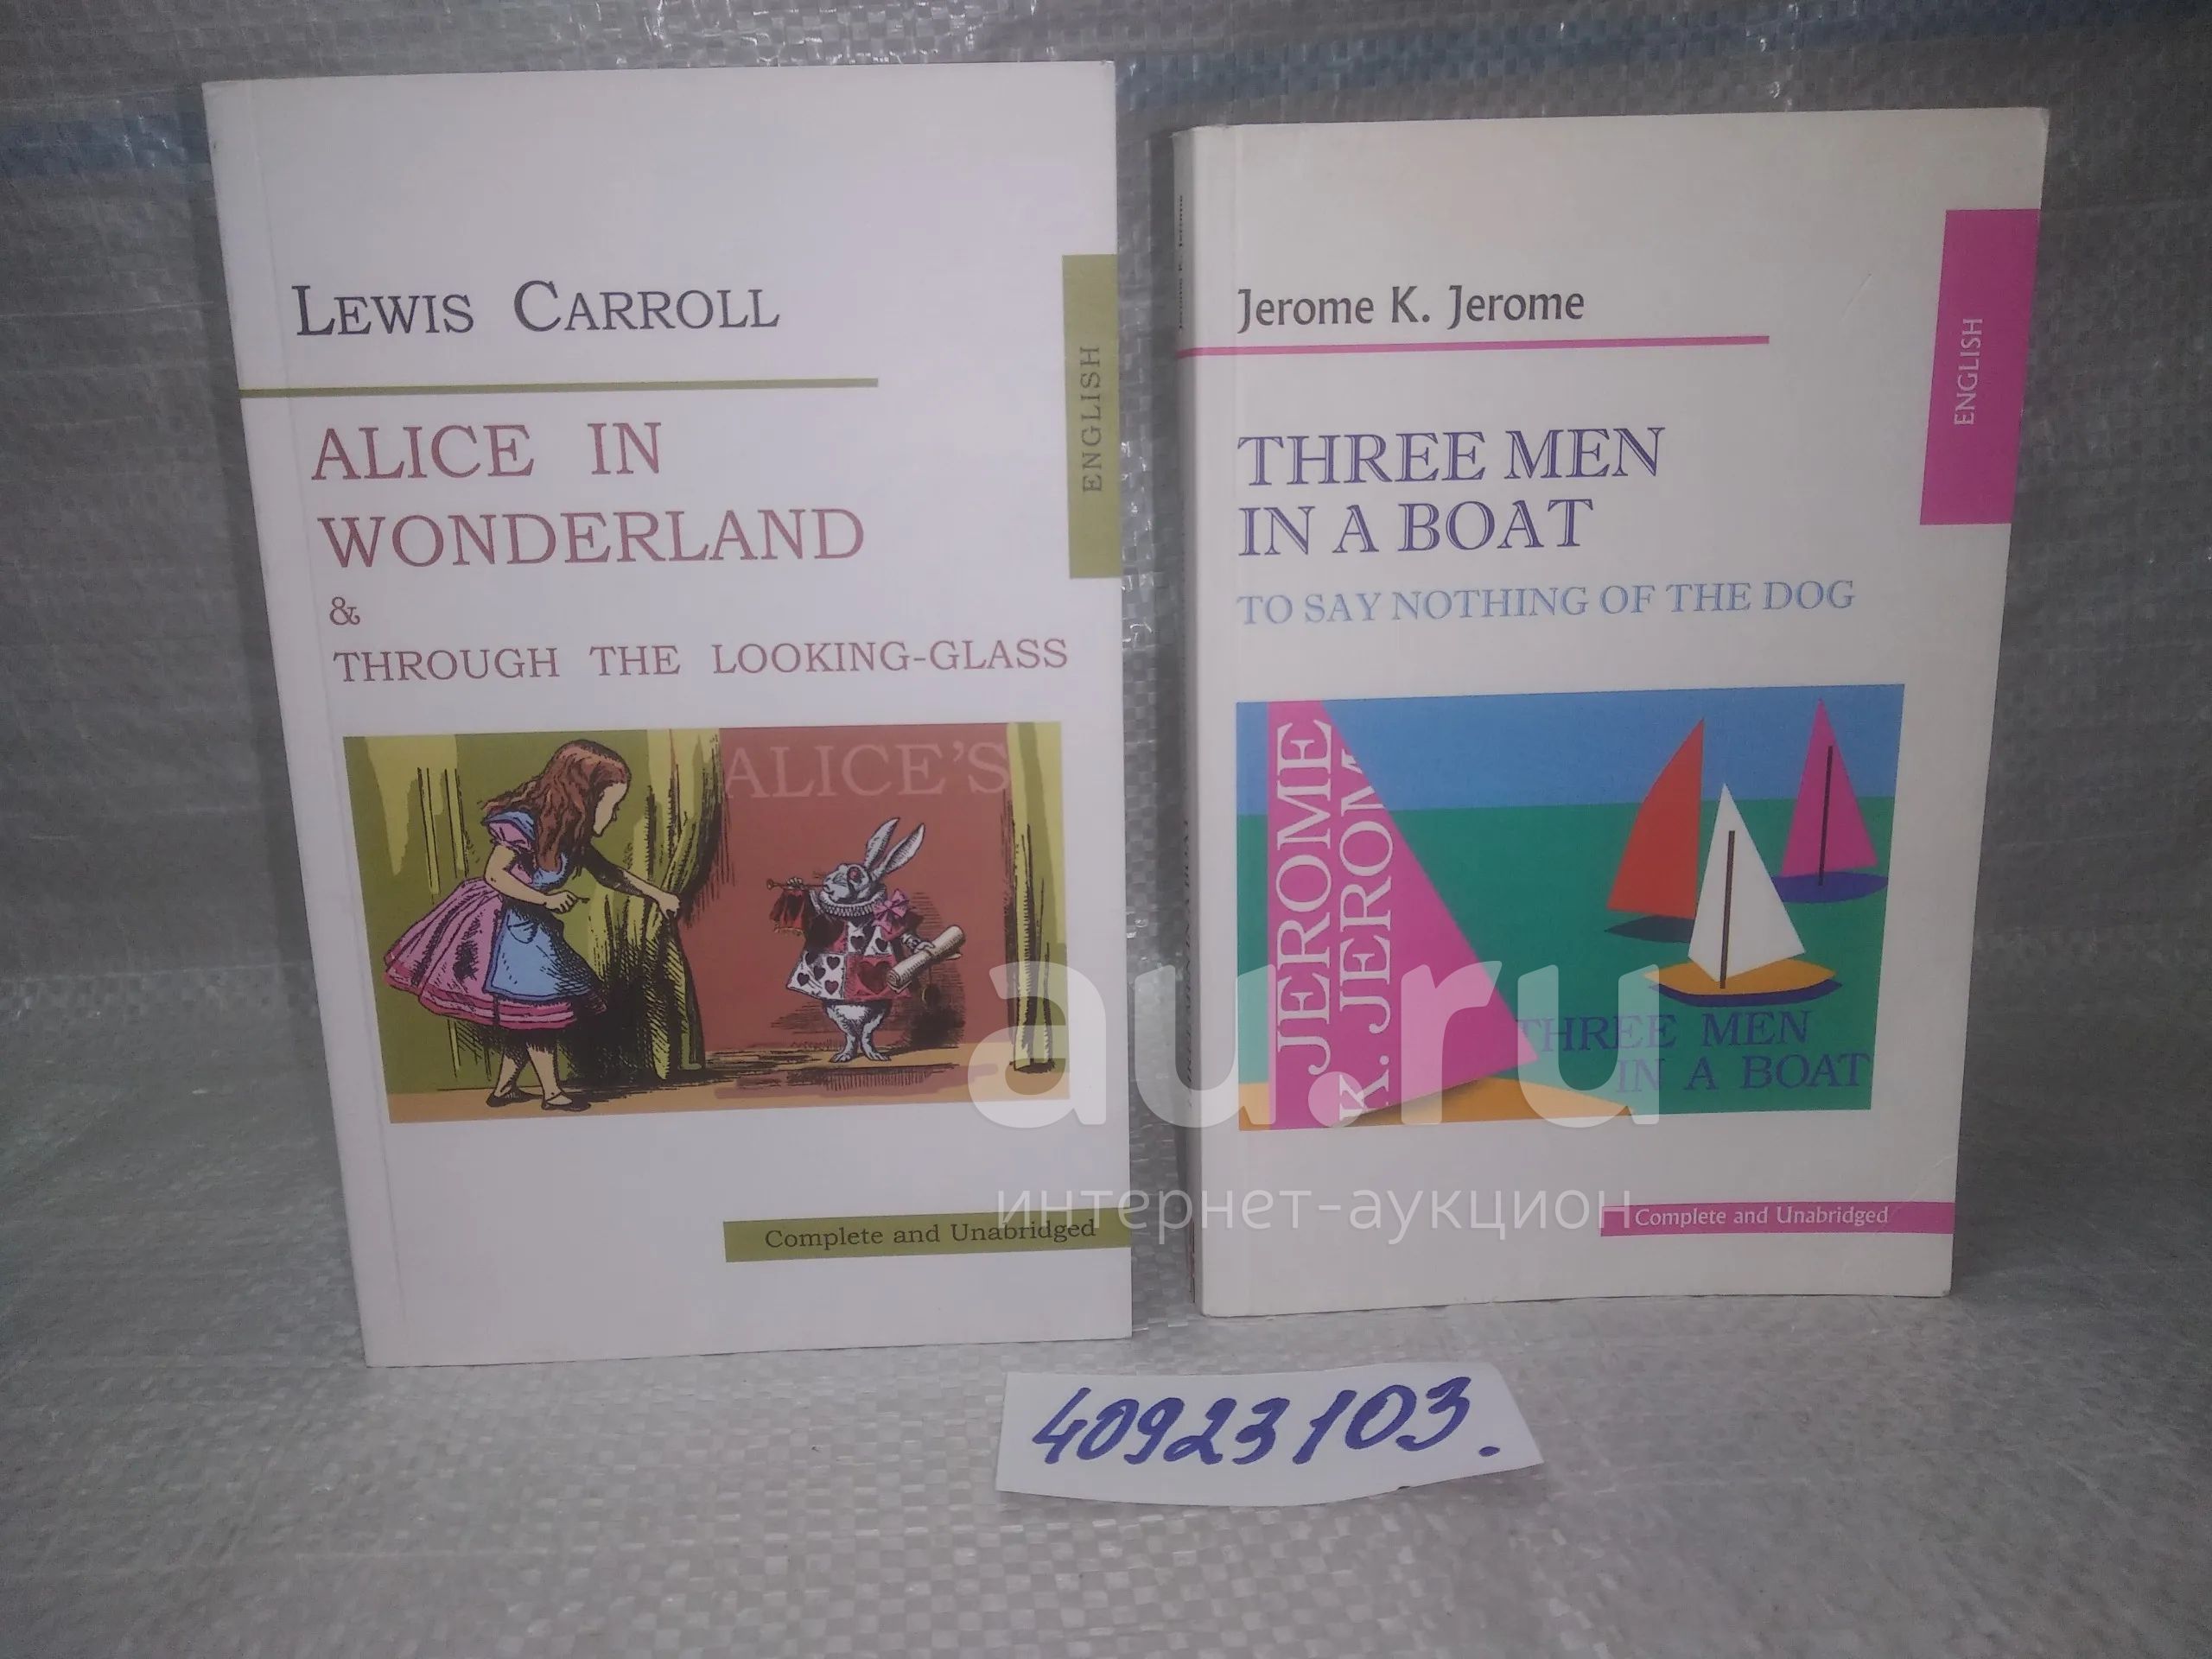 LEWIS CARROLL
ALICE IN
WONDERLAND
&
THROUGH THE LOOKING-GLASS
ENGLISH
ALICE'S
Complete and Unabridged
Jerome K. Jerome
Jerome K. Jerome
THREE MEN
IN A BOAT
TO SAY NOTHING OF THE DOG
ENGLISH
JEROME
K. JEROM
THREE MEN
IN A BOAT
Complete and Unabridged
au.ru
интернет-аукцион
40923103.